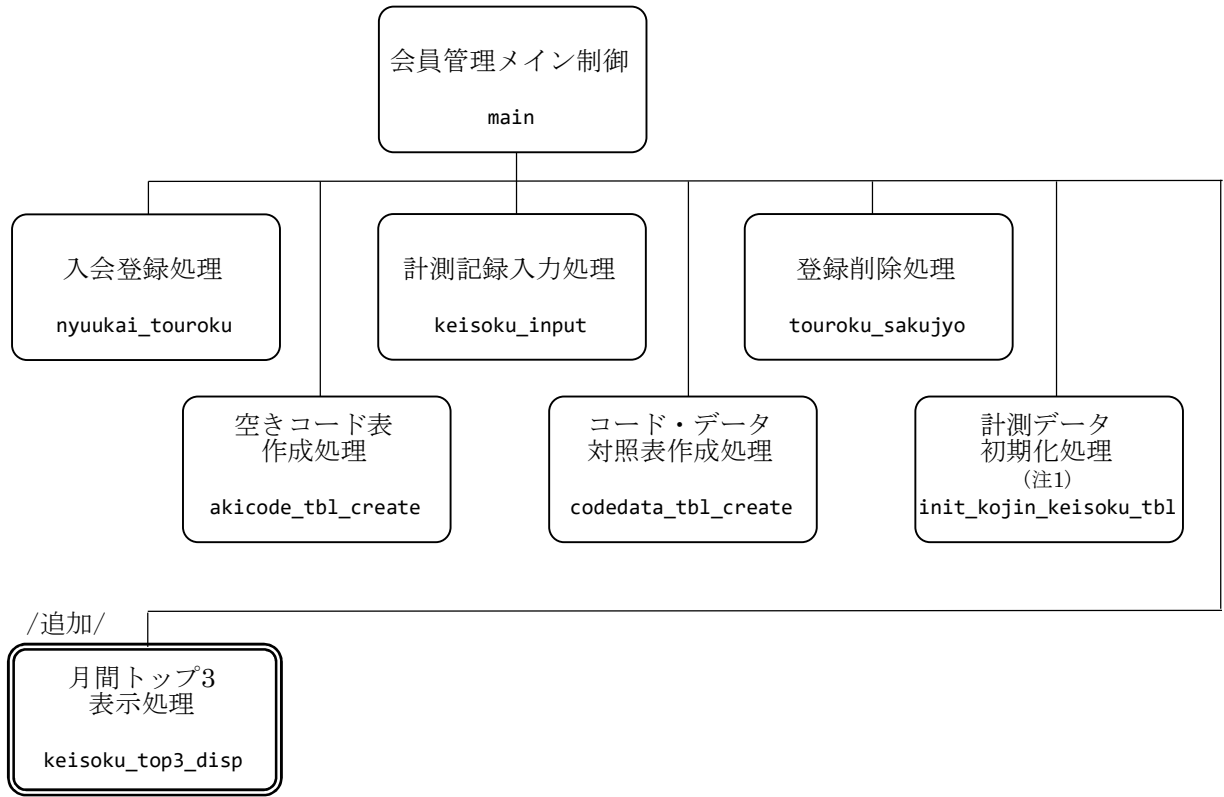 会員管理メイン制御
main
入会登録処理
nyuukai_touroku
計測記録入力処理
keisoku_input
登録削除処理
touroku_sakujyo
空きコード表
作成処理
akicode_tbl_create
コード・データ
対照表作成処理
codedata_tbl_create
計測データ
初期化処理
(注1)
init_kojin_keisoku_tbl
/追加/
月間トップ3
表示処理
keisoku_top3_disp